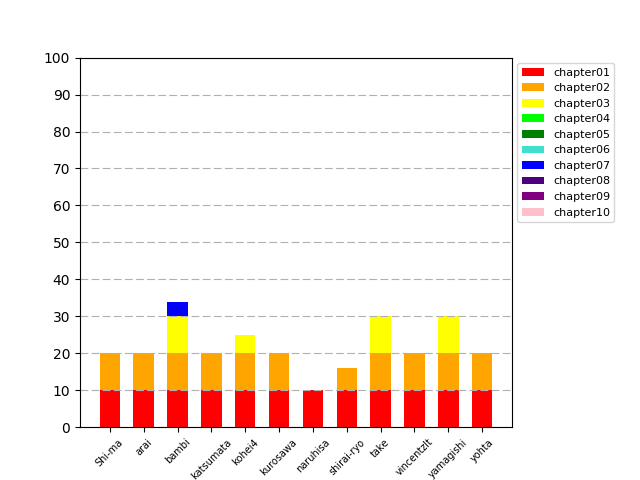 100
90
80
70
60
50
40
30
20
10
0
Shi-ma
arai
bambi
katsumata
kohei4
kurosawa
naruhisa
shirai-ryo
take
vincentzlt
yamagishi
yohta
chapter01
chapter02
chapter03
chapter04
chapter05
chapter06
chapter07
chapter08
chapter09
chapter10